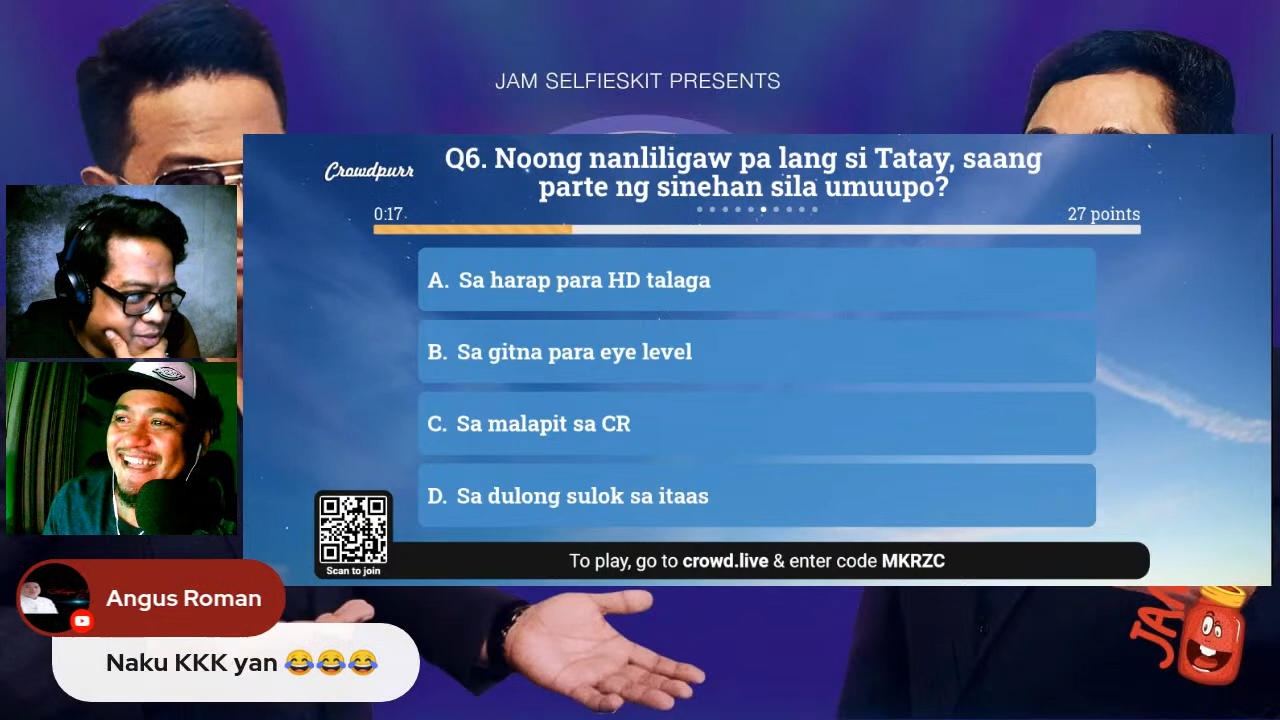 JAM SELFIESKIT PRESENTS
Crowdpurr
Q6. Noong nanliligaw pa lang si Tatay, saang
parte ng sinehan sila umuupo?
0:17
27 points
A. Sa harap para HD talaga
B. Sa gitna para eye level
C. Sa malapit sa CR
D. Sa dulong sulok sa itaas
Scan to join
To play, go to crowd.live & enter code MKRZC
Angus Roman
Naku KKK yan 😂😂😂
JAM